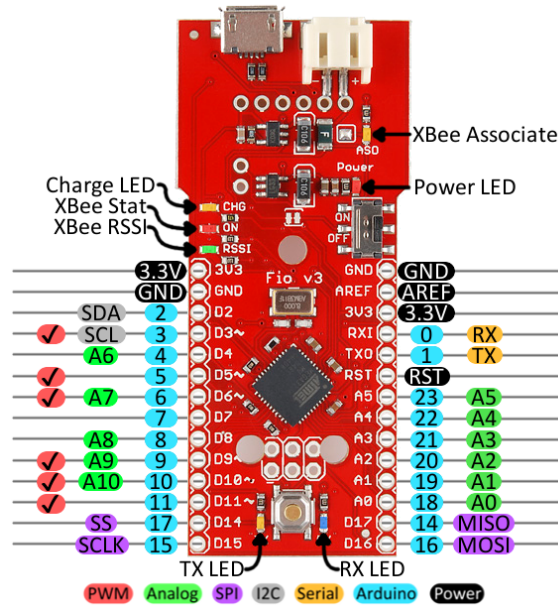 XBee Associate
ASO
Power
Charge LED
CHG
Power LED
XBee Stat
ON
ON
XBee RSSI
RSSI
OFF
3.3V 3V3 Fio v3 GND GND
GND GND AREF AREF
SDA 2 D2 3V3 3.3V
✓ SCL 3 D3~ RXI 0 RX
A6 4 D4 TXO 1 TX
✓ 5 D5~ RST RST
✓ A7 6 D6~ A5 23 A5
7 D7 A4 22 A4
A8 8 D8 A3 21 A3
✓ A9 9 D9~ A2 20 A2
✓ A10 10 D10~ A1 19 A1
✓ 11 D11~ A0 18 A0
SS 17 D14 D17 14 MISO
SCLK 15 D15 D16 16 MOSI
TX LED RX LED
PWM Analog SPI I2C Serial Arduino Power